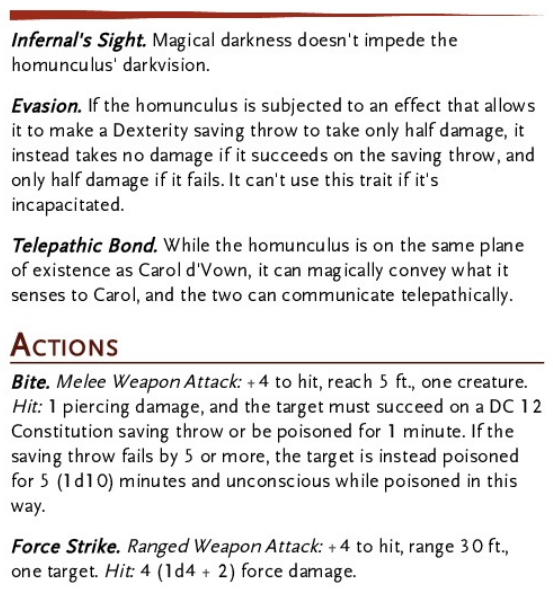 Infernal's Sight. Magical darkness doesn't impede the
homunculus' darkvision.
Evasion. If the homunculus is subjected to an effect that allows
it to make a Dexterity saving throw to take only half damage, it
instead takes no damage if it succeeds on the saving throw, and
only half damage if it fails. It can't use this trait if it's
incapacitated.
Telepathic Bond. While the homunculus is on the same plane
of existence as Carol d'Vown, it can magically convey what it
senses to Carol, and the two can communicate telepathically.
ACTIONS
Bite. Melee Weapon Attack: +4 to hit, reach 5 ft., one creature.
Hit: 1 piercing damage, and the target must succeed on a DC 12
Constitution saving throw or be poisoned for 1 minute. If the
saving throw fails by 5 or more, the target is instead poisoned
for 5 (1d10) minutes and unconscious while poisoned in this
way.
Force Strike. Ranged Weapon Attack: +4 to hit, range 30 ft.,
one target. Hit: 4 (1d4 + 2) force damage.